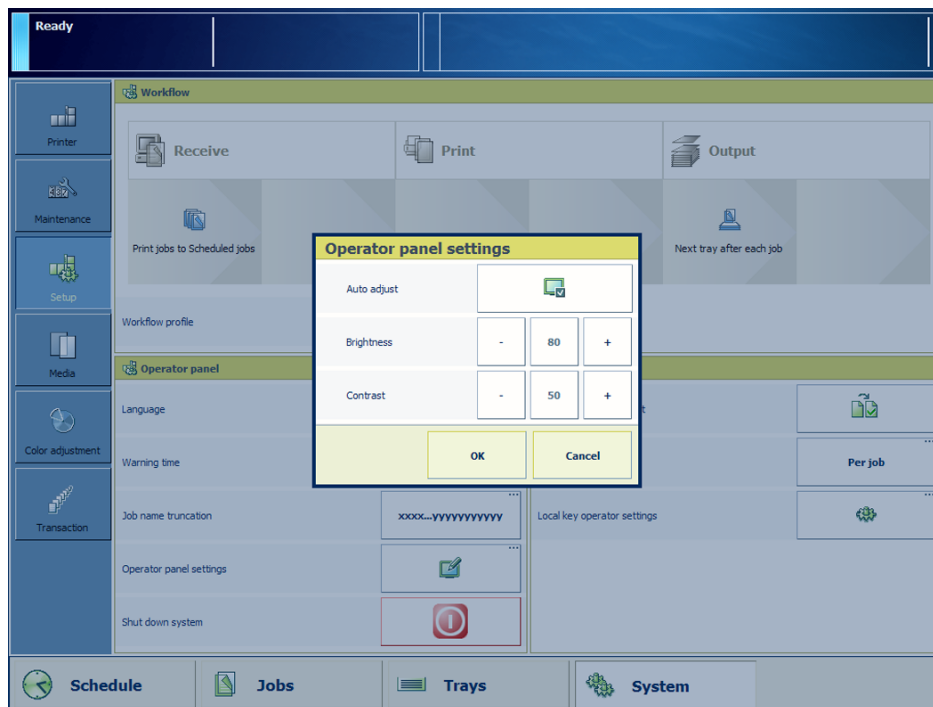 Ready
Workflow
Printer
Receive
Print
Output
Maintenance
Print jobs to Scheduled jobs
Next tray after each job
Setup
Workflow profile
Operator panel settings
Auto adjust
Brightness
-
80
+
Contrast
-
50
+
OK
Cancel
Media
Operator panel
Language
Color adjustment
Warning time
Per job
Job name truncation
xxxx...yyyyyyyyyyy
Local key operator settings
Transaction
Operator panel settings
Shut down system
Schedule
Jobs
Trays
System